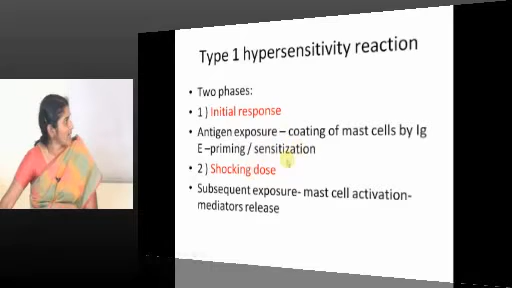 Type 1 hypersensitivity reaction
• Two phases:
• 1 ) Initial response
• Antigen exposure – coating of mast cells by Ig
E –priming / sensitization
• 2 ) Shocking dose
• Subsequent exposure- mast cell activation-
mediators release